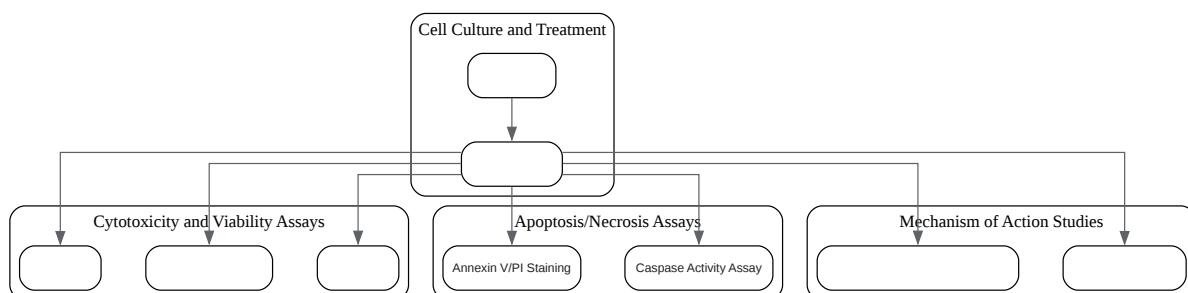 Cell Culture and Treatment
Cytotoxicity and Viability Assays
Apoptosis/Necrosis Assays
Mechanism of Action Studies
Annexin V/PI Staining
Caspase Activity Assay